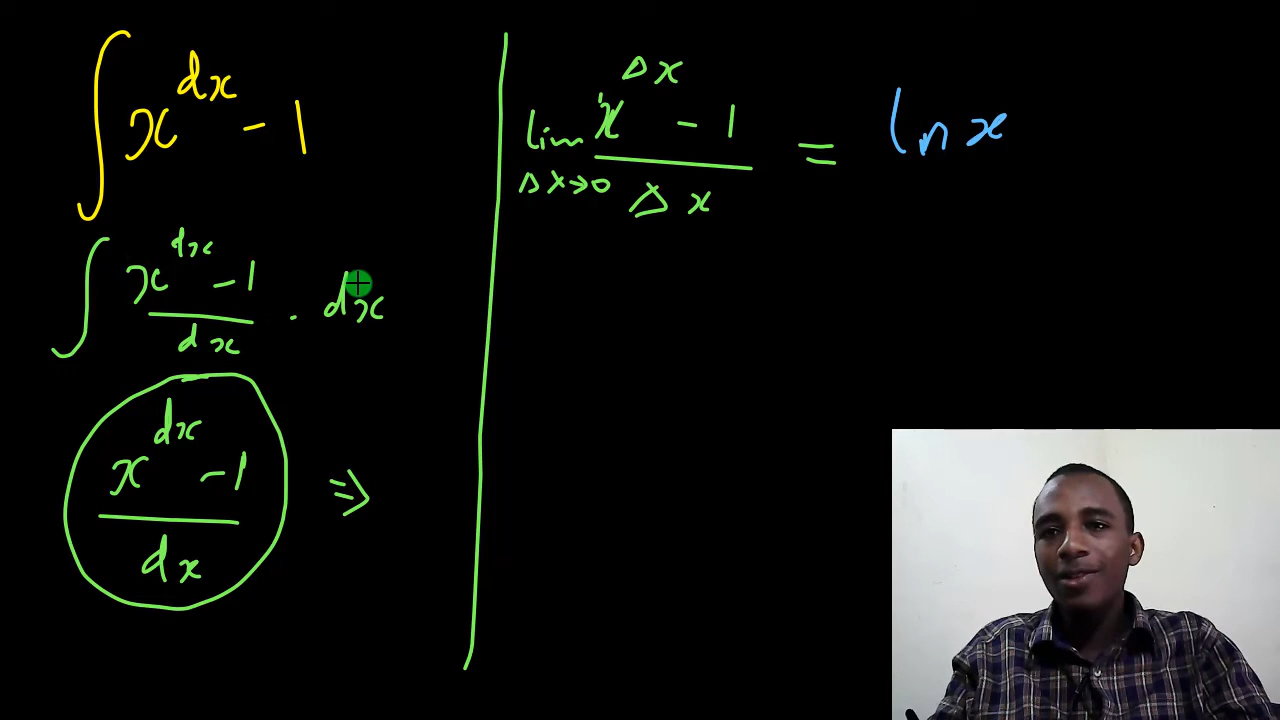 ∫ x^dx - 1
∫ (x^dx - 1)/dx . dx
(x^dx - 1)/dx ⇒
lim Δx→0 (x^Δx - 1)/Δx = ln x